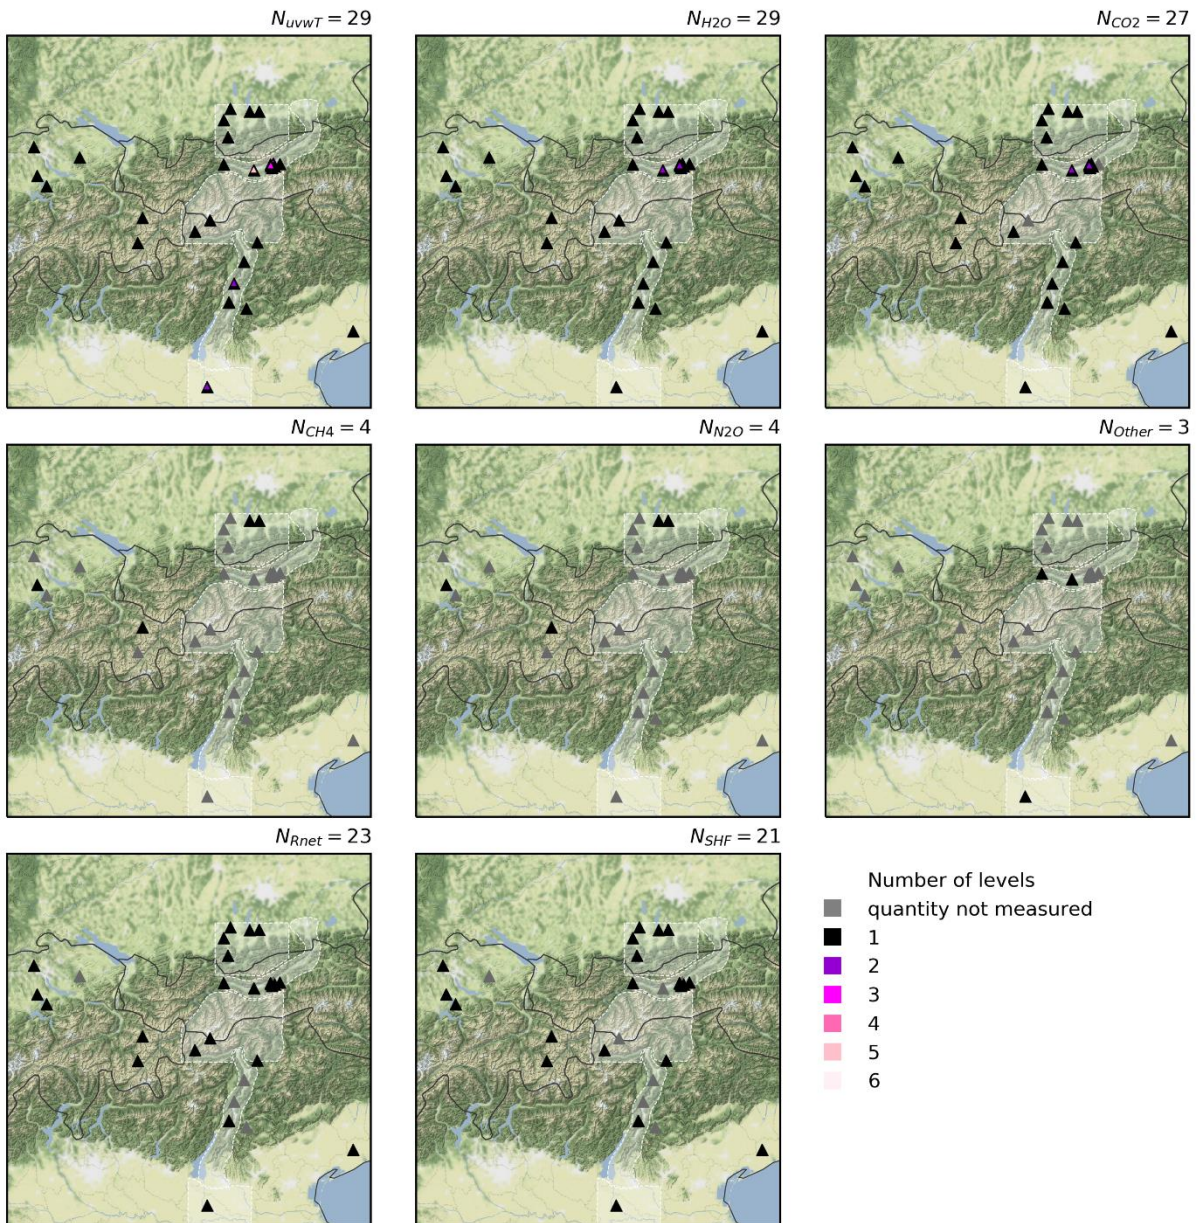 N_uvwT = 29
N_H2O = 29
N_CO2 = 27
N_CH4 = 4
N_N2O = 4
N_Other = 3
N_Rnet = 23
N_SHF = 21
Number of levels
quantity not measured
1
2
3
4
5
6